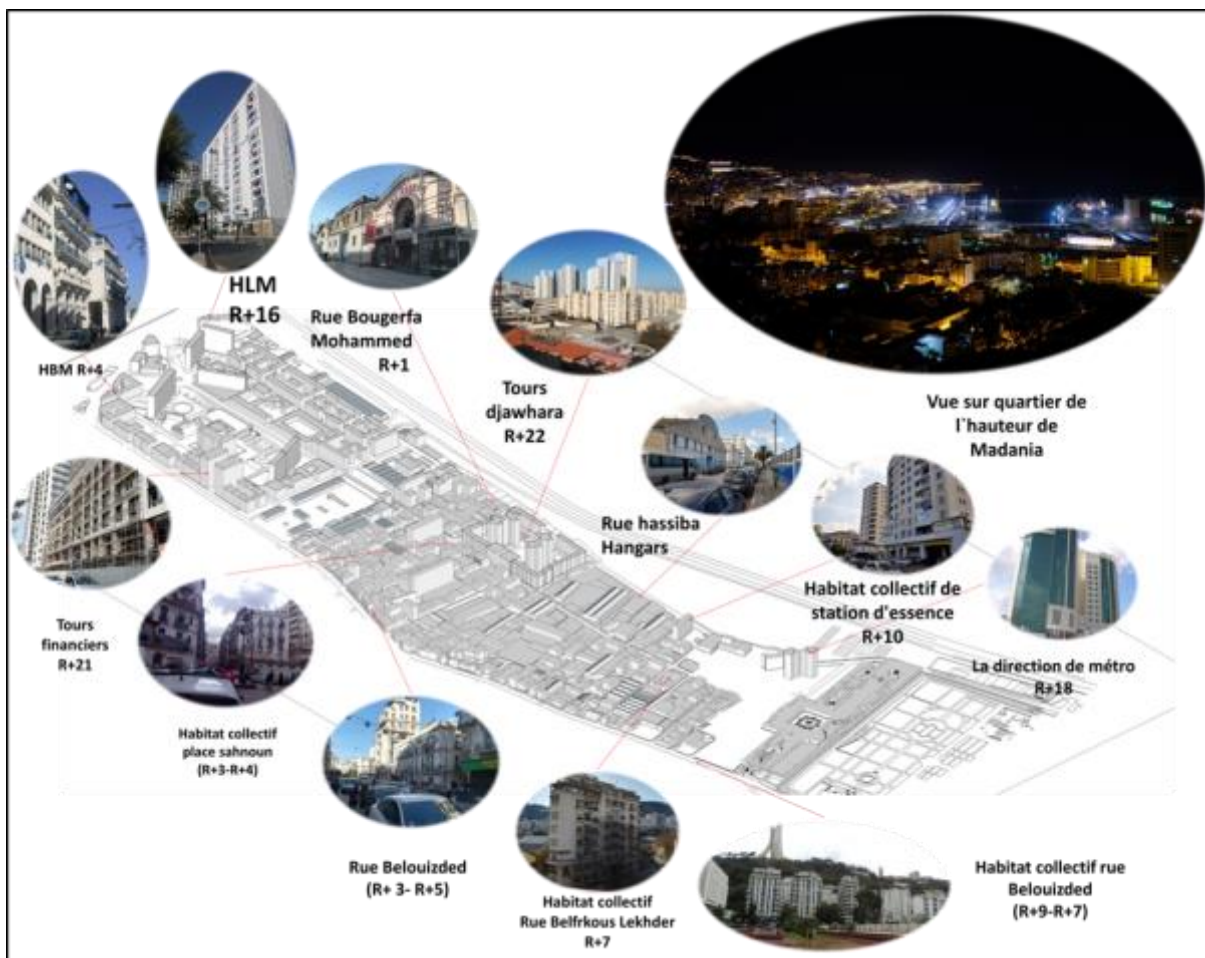 HLM
R+16
Rue Bougerfa
Mohammed
R+1
HBM R+4
Tours
djawhara
R+22
Vue sur quartier de
l`hauteur de
Madania
Rue hassiba
Hangars
Habitat collectif de
station d'essence
R+10
La direction de métro
R+18
Tours
financiers
R+21
Habitat collectif
place sahnoun
(R+3-R+4)
Rue Belouizded
(R+ 3- R+5)
Habitat collectif
Rue Belfrkous Lekhder
R+7
Habitat collectif rue
Belouizded
(R+9-R+7)